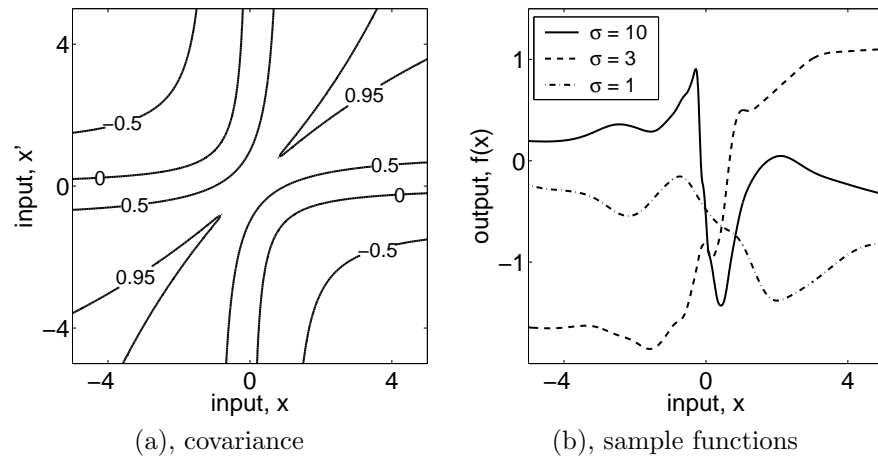 4
0
−4
input, x'
−4
0
4
input, x
−0.5
0
0.5
0.95
0.5
0
−0.5
0.95
(a), covariance
1
0
−1
output, f(x)
−4
0
4
input, x
σ = 10
σ = 3
σ = 1
(b), sample functions